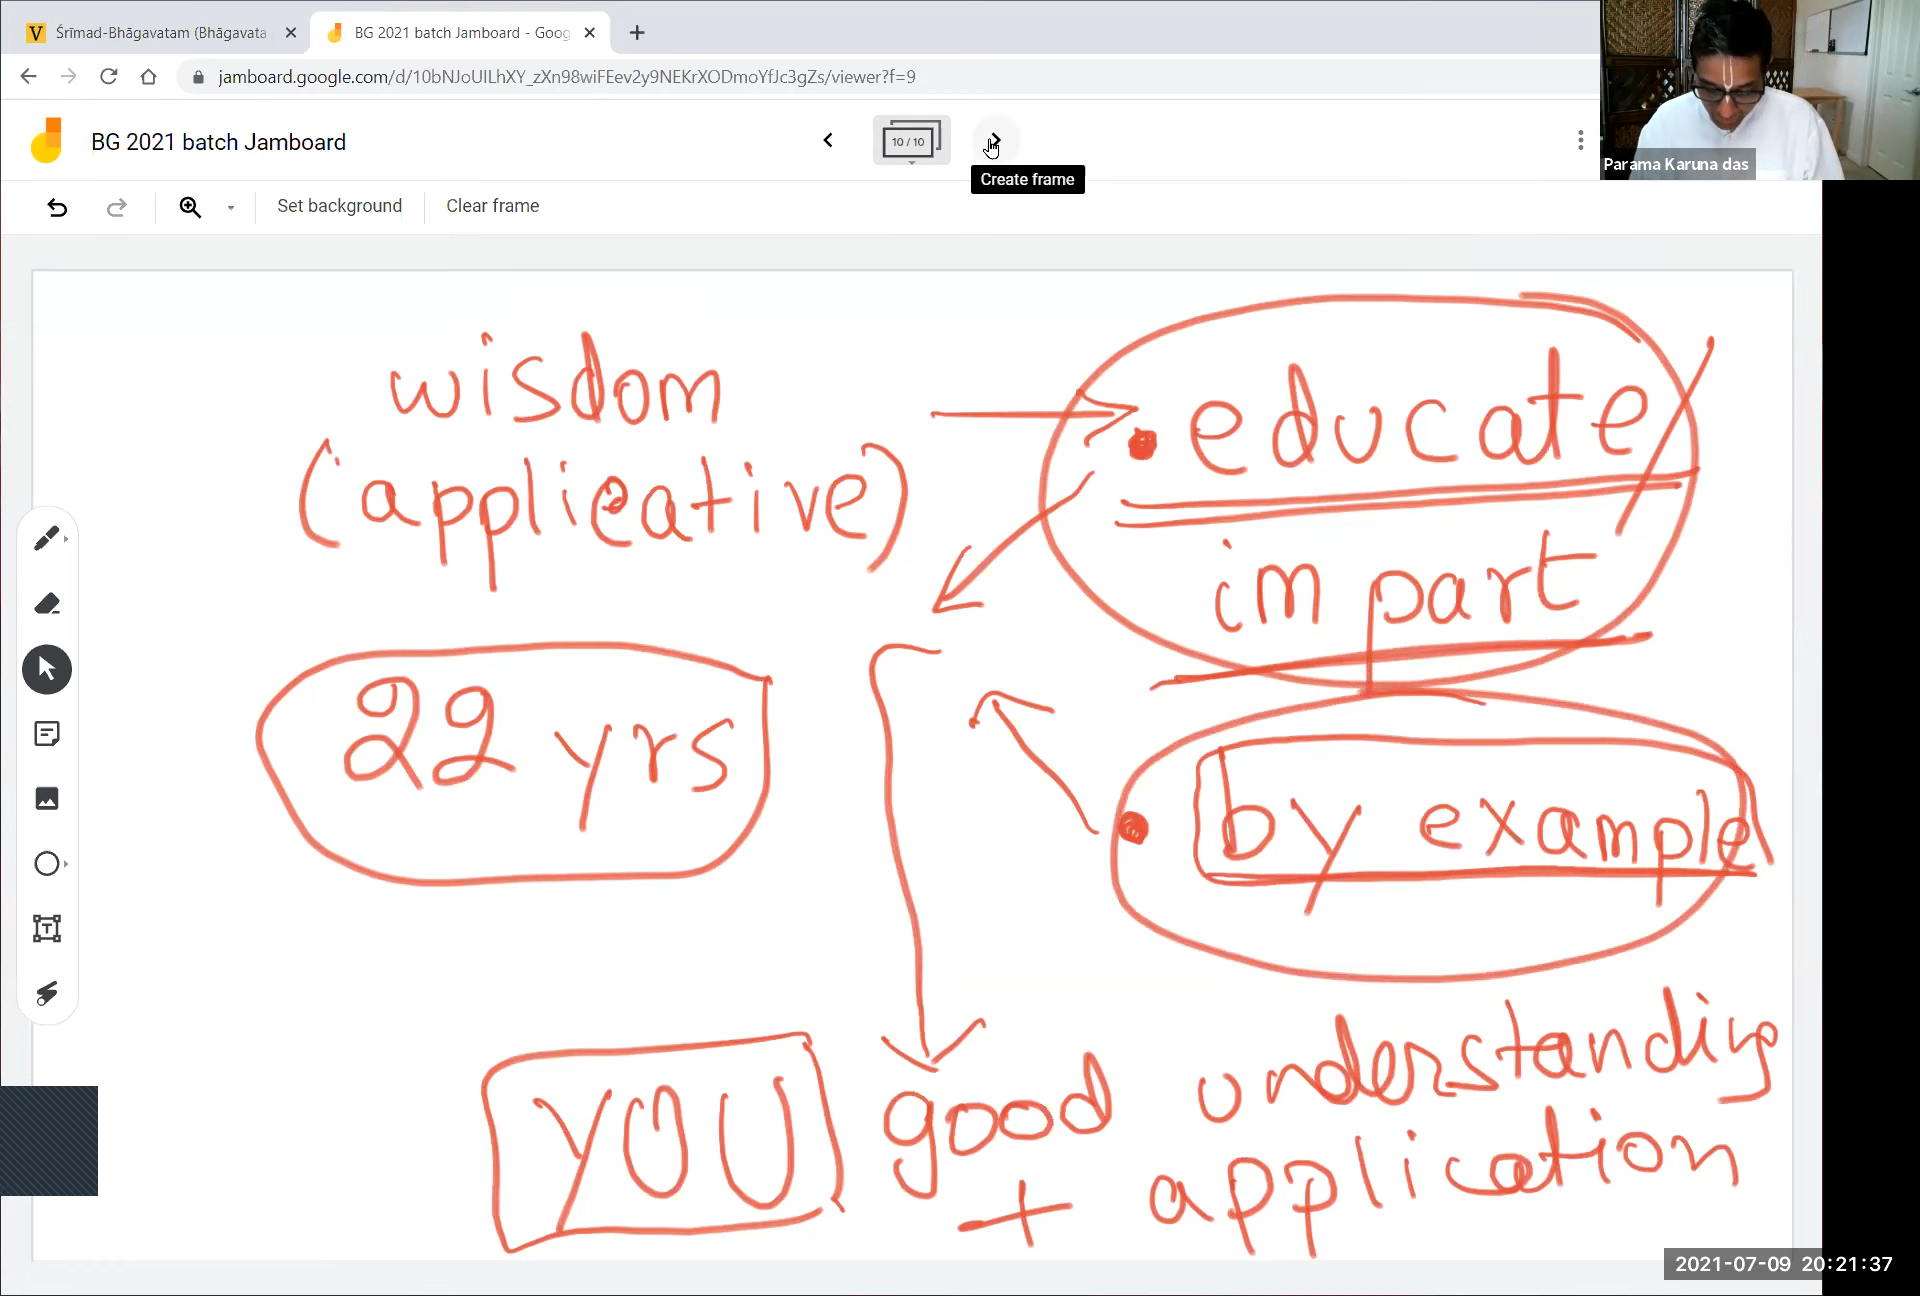 Śrīmad-Bhāgavatam (Bhāgavata
BG 2021 batch Jamboard - Goog
jamboard.google.com/d/10bNJoUILhXY_zXn98wiFEev2y9NEKrXODmoYfJc3gZs/viewer?f=9
BG 2021 batch Jamboard
10 / 10
Create frame
Parama Karuna das
Set background
Clear frame
wisdom
(applicative)
educate
impart
22 yrs
by example
YOU
good understanding
+ application
2021-07-09 20:21:37